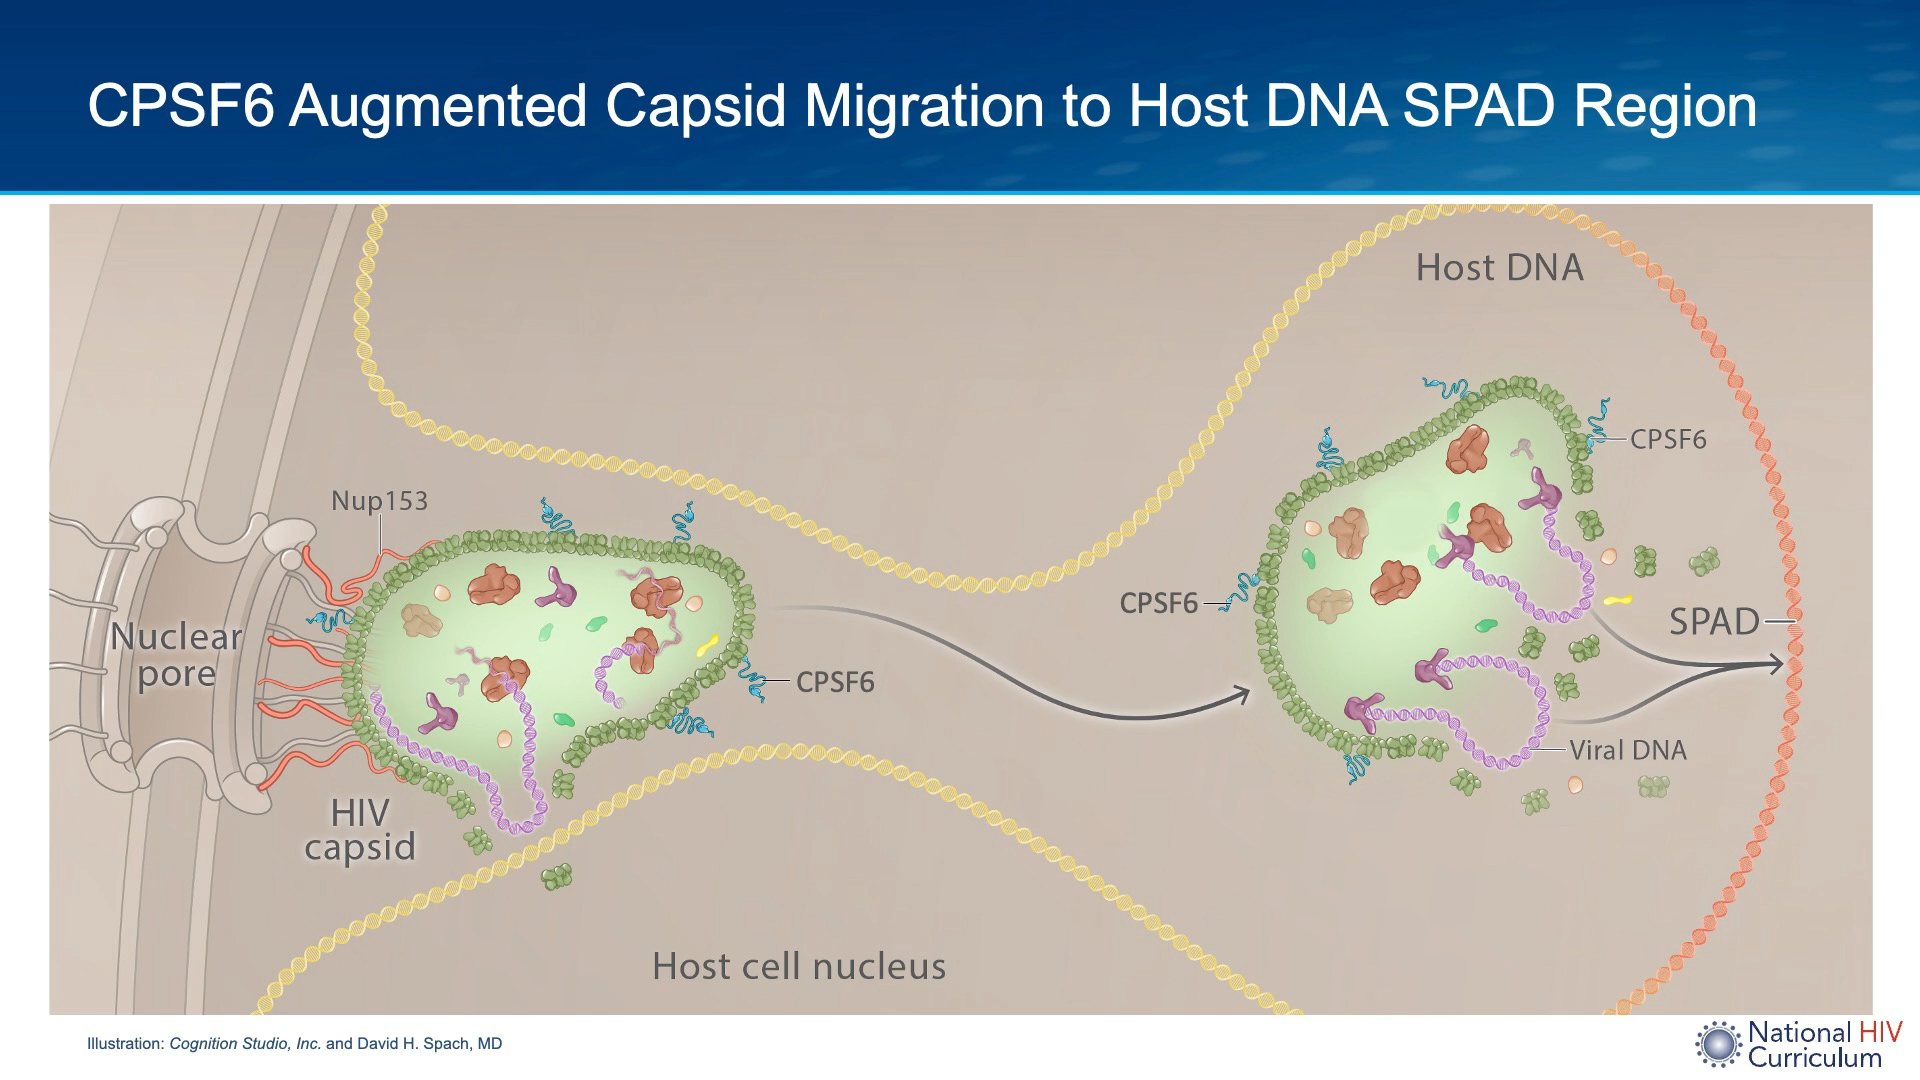 CPSF6 Augmented Capsid Migration to Host DNA SPAD Region
Host DNA
CPSF6
Nup153
CPSF6
SPAD
Nuclear
pore
CPSF6
Viral DNA
HIV
capsid
Host cell nucleus
Illustration: Cognition Studio, Inc. and David H. Spach, MD
National HIV
Curriculum